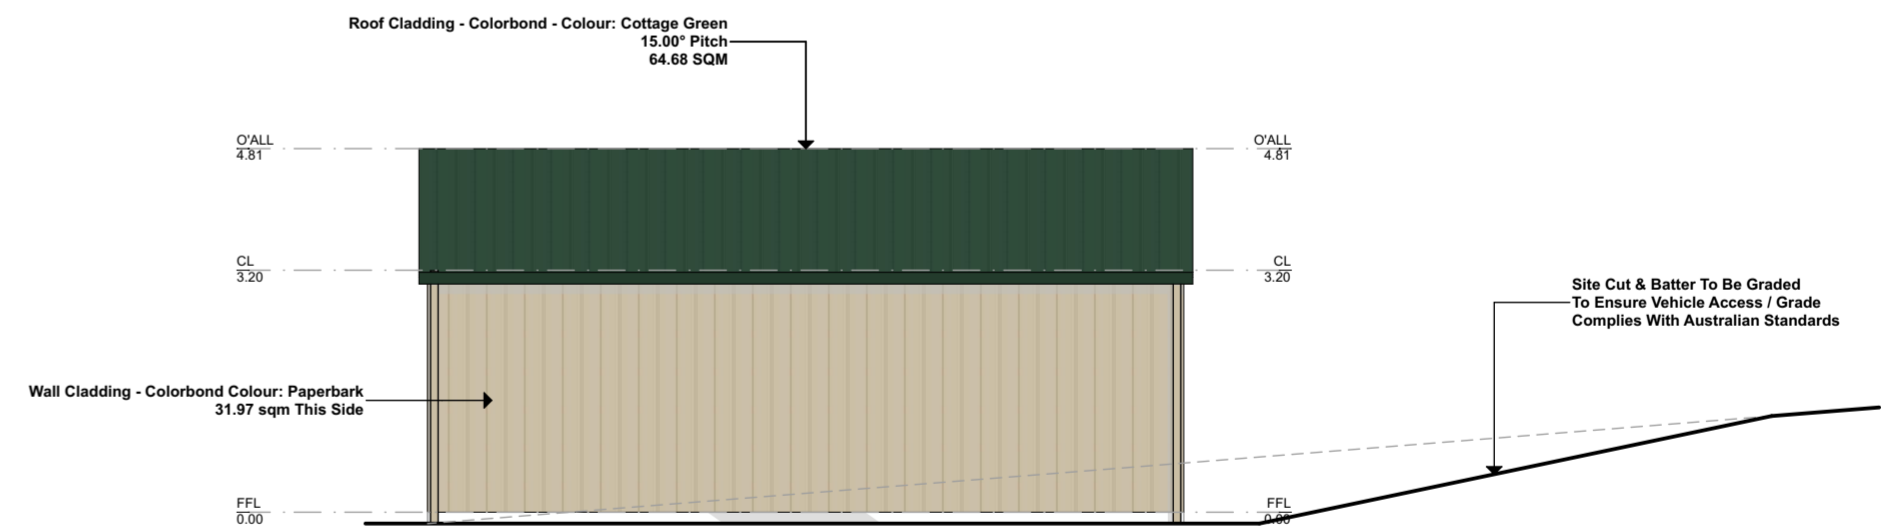 Roof Cladding - Colorbond - Colour: Cottage Green
15.00° Pitch
64.68 SQM
O'ALL
4.81
O'ALL
4.81
CL
3.20
CL
3.20
Site Cut & Batter To Be Graded
To Ensure Vehicle Access / Grade
Complies With Australian Standards
Wall Cladding - Colorbond Colour: Paperbark
31.97 sqm This Side
FFL
0.00
FFL
0.00